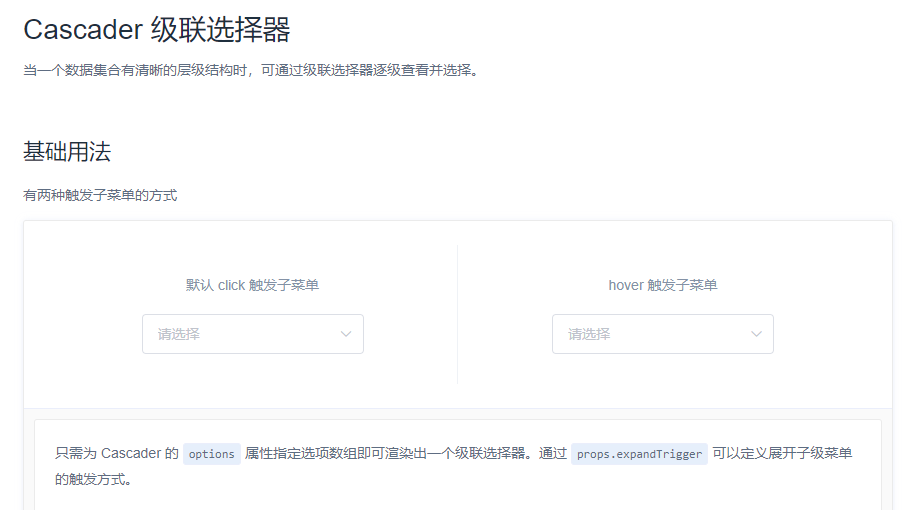 Cascader 级联选择器
当一个数据集合有清晰的层级结构时，可通过级联选择器逐级查看并选择。
基础用法
有两种触发子菜单的方式
默认 click 触发子菜单
hover 触发子菜单
请选择
请选择
只需为 Cascader 的 options 属性指定选项数组即可渲染出一个级联选择器。通过 props.expandTrigger 可以定义展开子级菜单
的触发方式。